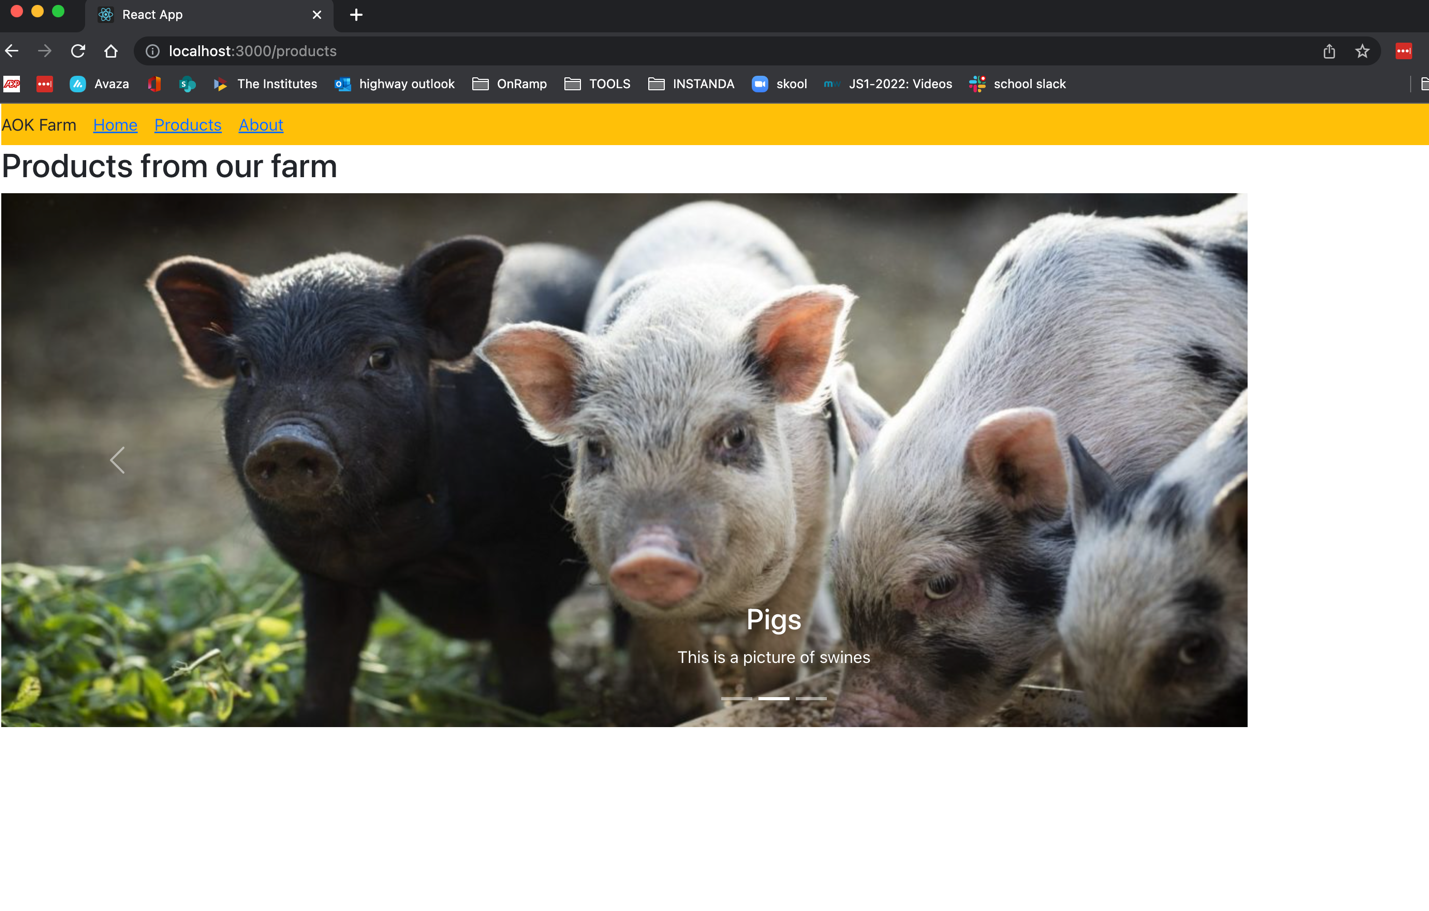 React App
localhost:3000/products
ADP
Avaza
The Institutes
highway outlook
OnRamp
TOOLS
INSTANDA
skool
JS1-2022: Videos
school slack
AOK Farm Home Products About
Products from our farm
Pigs
This is a picture of swines